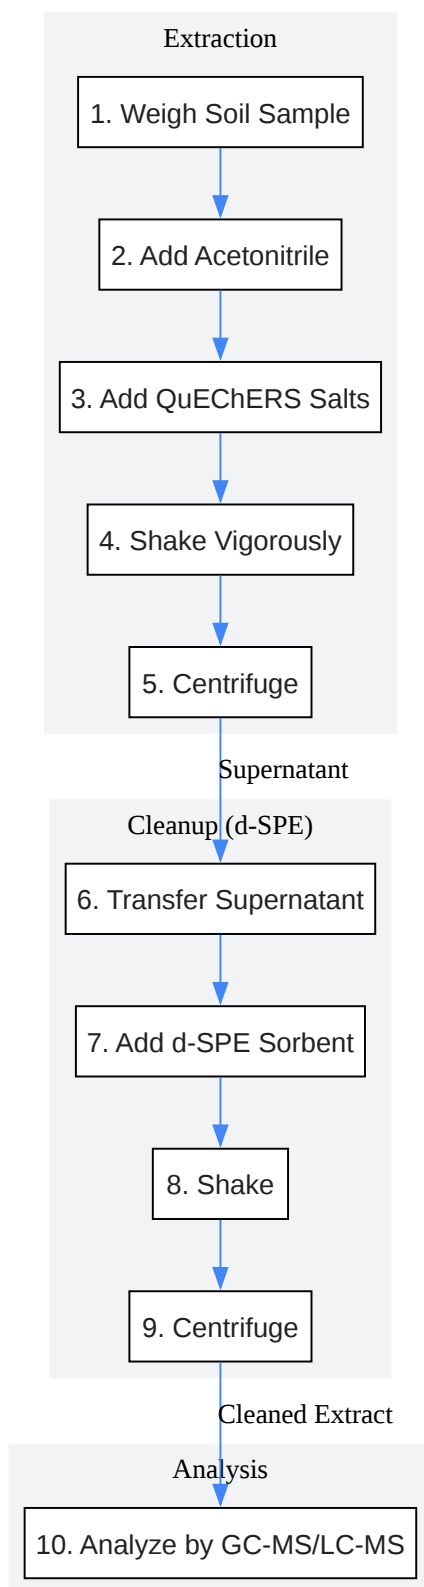 Extraction
1. Weigh Soil Sample
2. Add Acetonitrile
3. Add QuEChERS Salts
4. Shake Vigorously
5. Centrifuge
Supernatant
Cleanup (d-SPE)
6. Transfer Supernatant
7. Add d-SPE Sorbent
8. Shake
9. Centrifuge
Cleaned Extract
Analysis
10. Analyze by GC-MS/LC-MS